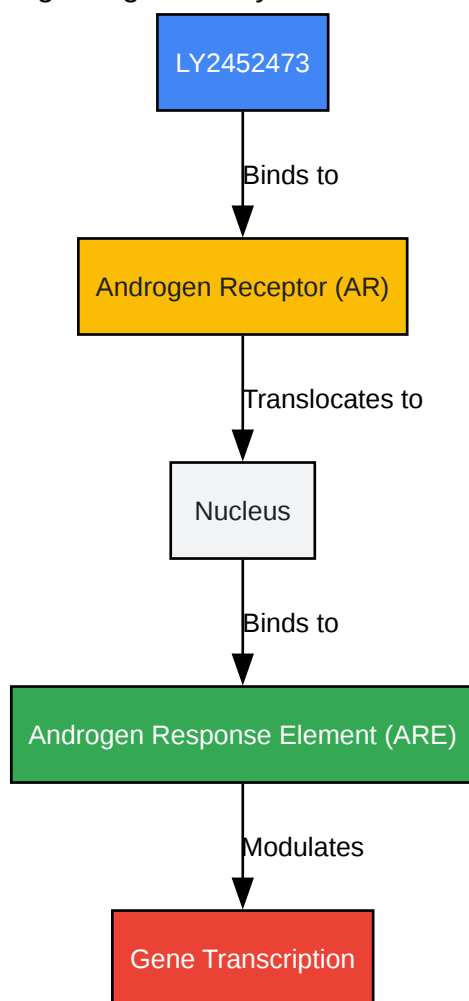 LY2452473
Binds to
Androgen Receptor (AR)
Translocates to
Nucleus
Binds to
Androgen Response Element (ARE)
Modulates
Gene Transcription